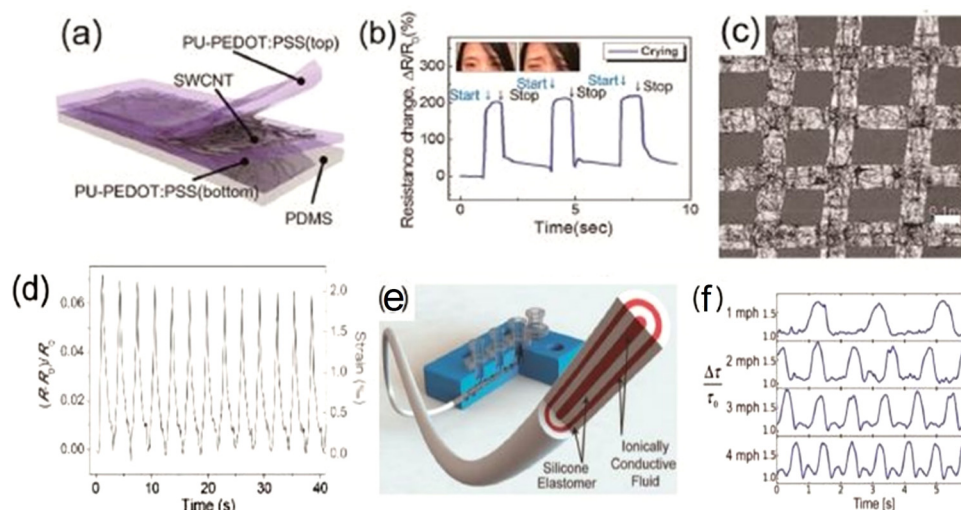 (a)
PU-PEDOT:PSS(top)
SWCNT
PU-PEDOT:PSS(bottom)
PDMS
(b)
Resistance change, ΔR/R₀(%)
300
200
100
0
Crying
Start↓
↓Stop
Start↓
↓Stop
Start↓
↓Stop
0
5
10
Time(sec)
(c)
0.1m
(d)
(R-R₀)/R₀
0.06
0.04
0.02
0.00
Strain (‰)
2.0
1.5
1.0
0.5
0.0
0 10 20 30 40
Time (s)
(e)
Silicone
Elastomer
Ionically
Conductive
Fluid
(f)
Δτ
τ₀
1 mph
1.5
1.0
2 mph
1.5
1.0
3 mph
1.5
1.0
4 mph
1.5
1.0
0 1 2 3 4 5
Time [s]